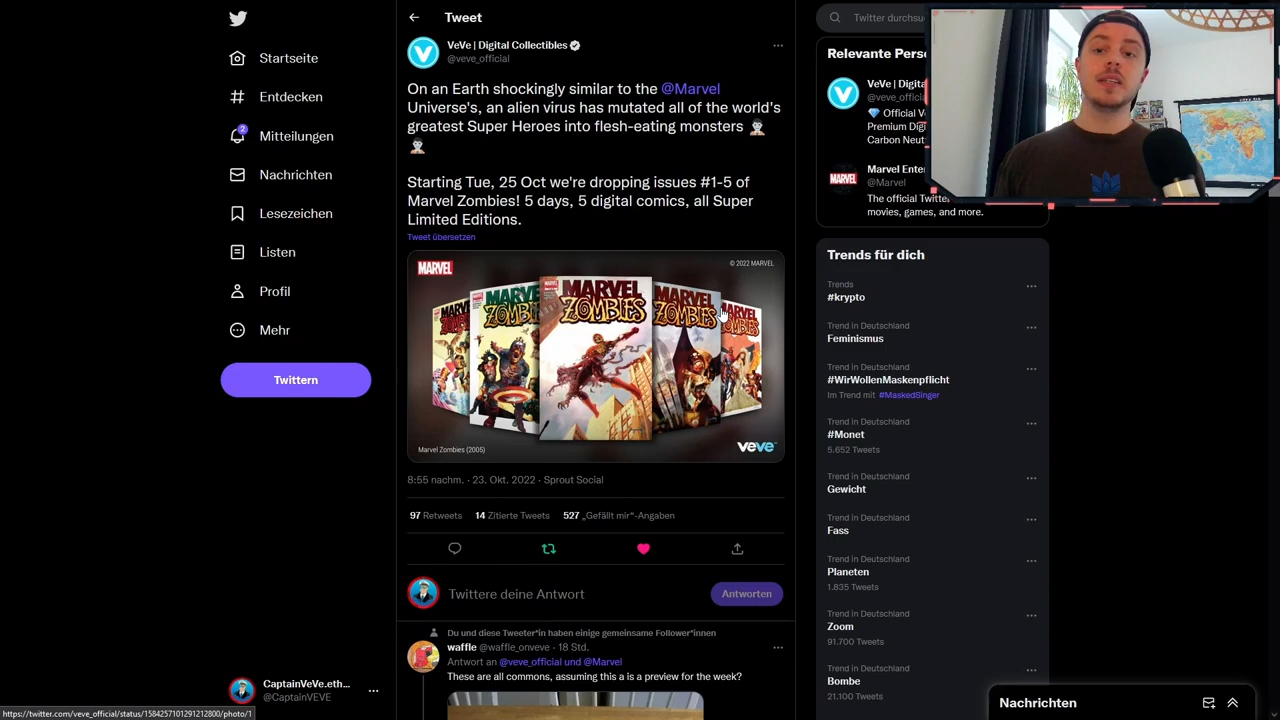 Startseite
Entdecken
2
Mitteilungen
Nachrichten
Lesezeichen
Listen
Profil
Mehr
Twittern
CaptainVeVe.eth...
@CaptainVEVE
https://twitter.com/veve_official/status/1584257101291212800/photo/1
Tweet
VeVe | Digital Collectibles
@veve_official
On an Earth shockingly similar to the @Marvel
Universe's, an alien virus has mutated all of the world's
greatest Super Heroes into flesh-eating monsters
Starting Tue, 25 Oct we're dropping issues #1-5 of
Marvel Zombies! 5 days, 5 digital comics, all Super
Limited Editions.
Tweet übersetzen
MARVEL
© 2022 MARVEL
MARVEL
ZOMBIES
Marvel Zombies (2005)
veve
8:55 nachm. · 23. Okt. 2022 · Sprout Social
97 Retweets 14 Zitierte Tweets 527 „Gefällt mir“-Angaben
Twittere deine Antwort
Antworten
Du und diese Tweeter*in haben einige gemeinsame Follower*innen
waffle @waffle_onveve · 18 Std.
Antwort an @veve_official und @Marvel
These are all commons, assuming this a is a preview for the week?
Twitter durchsu
Relevante Perso
VeVe | Digita
@veve_officia
Official V
Premium Digi
Carbon Neut
MARVEL
Marvel Enter
@Marvel
The official Twitter
movies, games, and more.
Trends für dich
Trends
#krypto
Trend in Deutschland
Feminismus
Trend in Deutschland
#WirWollenMaskenpflicht
Im Trend mit #MaskedSinger
Trend in Deutschland
#Monet
5.652 Tweets
Trend in Deutschland
Gewicht
Trend in Deutschland
Fass
Trend in Deutschland
Planeten
1.835 Tweets
Trend in Deutschland
Zoom
91.700 Tweets
Trend in Deutschland
Bombe
21.100 Tweets
Nachrichten